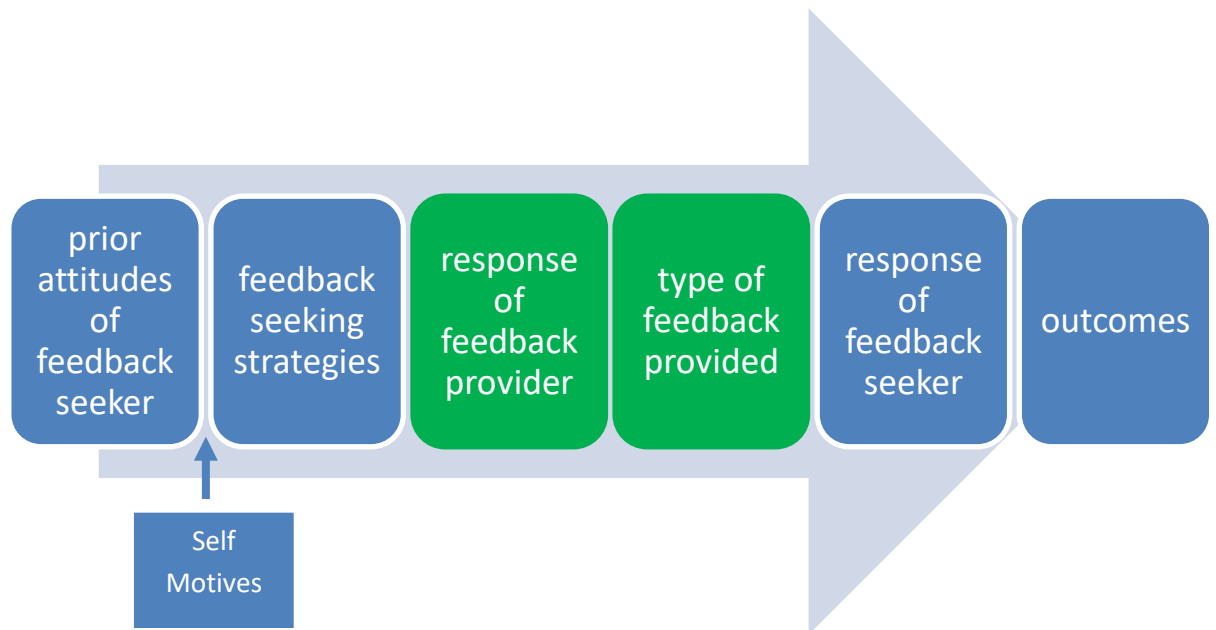 prior
attitudes
of
feedback
seeker
feedback
seeking
strategies
response
of
feedback
provider
type of
feedback
provided
response
of
feedback
seeker
outcomes
Self
Motives